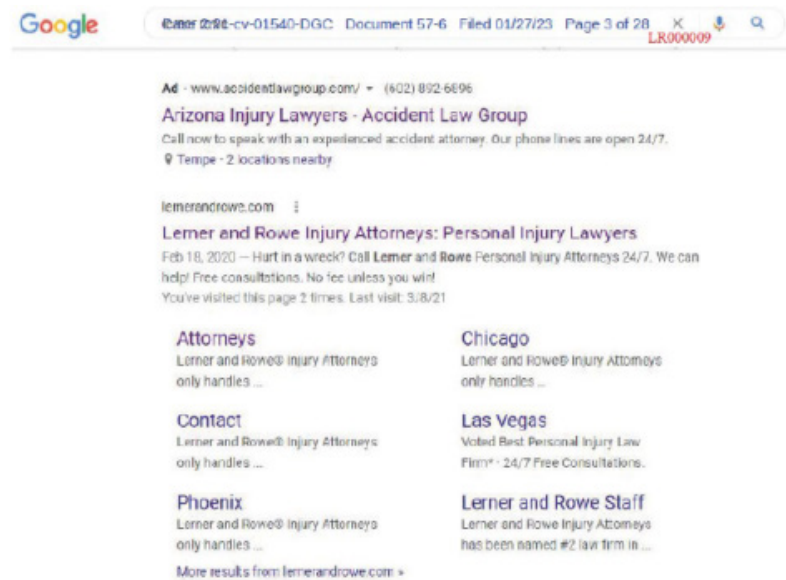 Google
Case 2:21-cv-01540-DGC Document 57-6 Filed 01/27/23 Page 3 of 28
LR000009
Ad · www.accidentlawgroup.com/ (602) 892-6896
Arizona Injury Lawyers - Accident Law Group
Call now to speak with an experienced accident attorney. Our phone lines are open 24/7.
Tempe · 2 locations nearby
lernerandrowe.com
Lerner and Rowe Injury Attorneys: Personal Injury Lawyers
Feb 18, 2020 — Hurt in a wreck? Call Lerner and Rowe Personal Injury Attorneys 24/7. We can
help! Free consultations. No fee unless you win!
You've visited this page 2 times. Last visit: 3/8/21
Attorneys
Lerner and Rowe® Injury Attorneys
only handles ...
Chicago
Lerner and Rowe® Injury Attorneys
only handles ...
Contact
Lerner and Rowe® Injury Attorneys
only handles ...
Las Vegas
Voted Best Personal Injury Law
Firm* · 24/7 Free Consultations.
Phoenix
Lerner and Rowe® Injury Attorneys
only handles ...
Lerner and Rowe Staff
Lerner and Rowe Injury Attorneys
has been named #2 law firm in ...
More results from lernerandrowe.com »